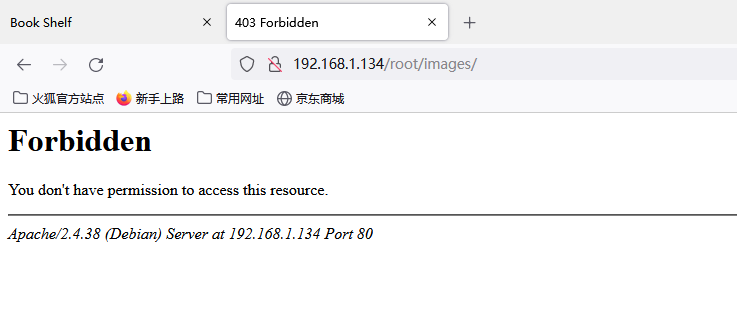 Book Shelf
403 Forbidden
192.168.1.134/root/images/
火狐官方站点 新手上路 常用网址 京东商城
Forbidden
You don't have permission to access this resource.
Apache/2.4.38 (Debian) Server at 192.168.1.134 Port 80